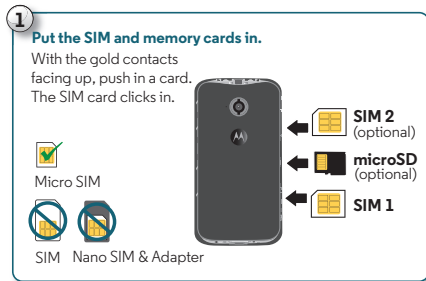 1
Put the SIM and memory cards in.
With the gold contacts
facing up, push in a card.
The SIM card clicks in.
SIM 2
(optional)
microSD
(optional)
SIM 1
Micro SIM
SIM Nano SIM & Adapter